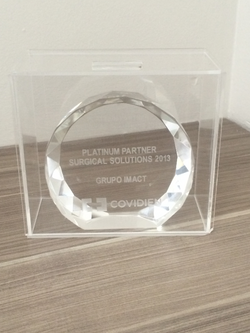 PLATINUM PARTNER
SURGICAL SOLUTIONS 2013
GRUPO IMACT
COVIDIEN